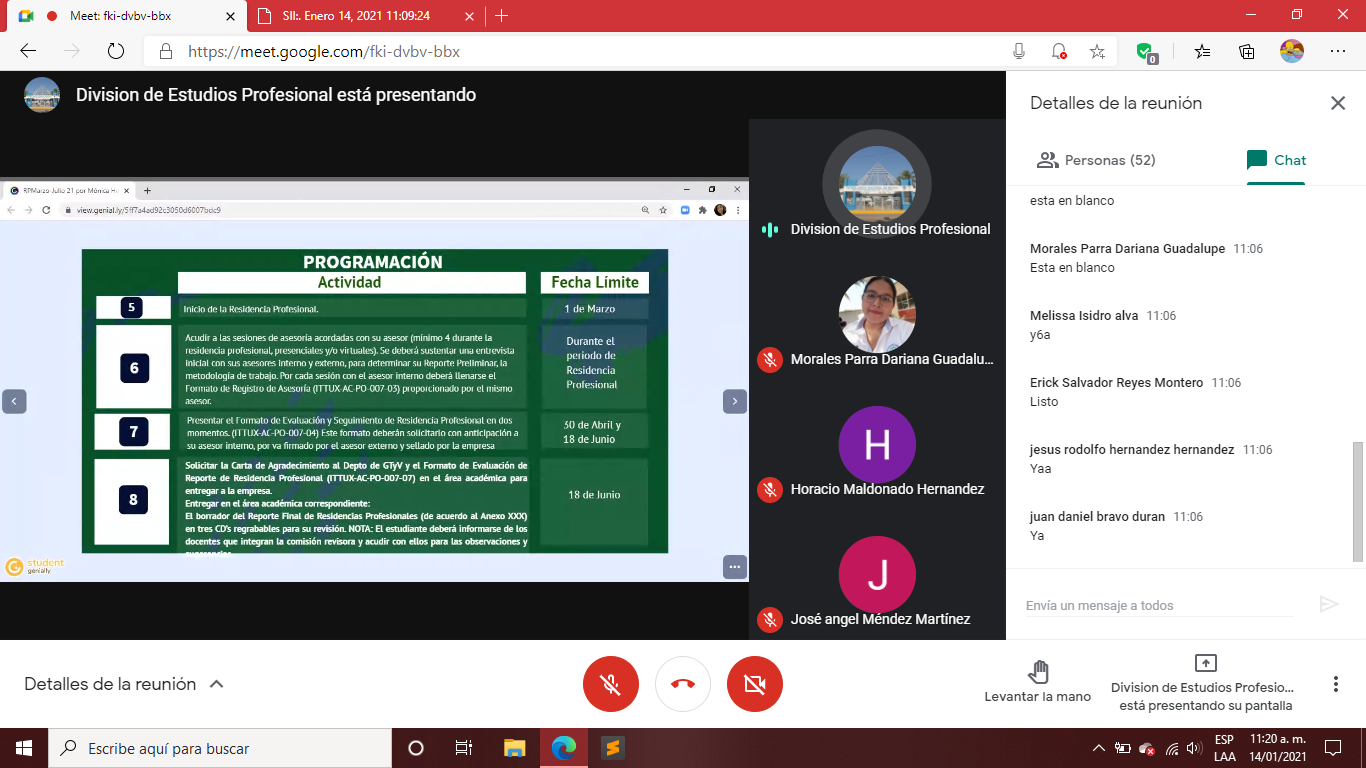 Meet: fki-dvbv-bbx
SII:. Enero 14, 2021 11:09:24
https://meet.google.com/fki-dvbv-bbx
0
Division de Estudios Profesional está presentando
RPMarzo-Julio 21 por Mónica H
view.genial.ly/5ff7a4ad92c3050d6007bdc9
PROGRAMACIÓN
Actividad
Fecha Límite
5
Inicio de la Residencia Profesional.
1 de Marzo
6
Acudir a las sesiones de asesoría acordadas con su asesor (mínimo 4 durante la
residencia profesional, presenciales y/o virtuales). Se deberá sustentar una entrevista
inicial con sus asesores interno y externo, para determinar su Reporte Preliminar, la
metodología de trabajo. Por cada sesión con el asesor interno deberá llenarse el
Formato de Registro de Asesoría (ITTUX-AC-PO-007-03) proporcionado por el mismo
asesor.
Durante el
periodo de
Residencia
Profesional
7
Presentar el Formato de Evaluación y Seguimiento de Residencia Profesional en dos
momentos. (ITTUX-AC-PO-007-04) Este formato deberán solicitarlo con anticipación a
su asesor interno, por va firmado por el asesor externo y sellado por la empresa
30 de Abril y
18 de Junio
8
Solicitar la Carta de Agradecimiento al Depto de GTyV y el Formato de Evaluación de
Reporte de Residencia Profesional (ITTUX-AC-PO-007-07) en el área académica para
entregar a la empresa.
Entregar en el área académica correspondiente:
El borrador del Reporte Final de Residencias Profesionales (de acuerdo al Anexo XXX)
en tres CD's regrabables para su revisión. NOTA: El estudiante deberá informarse de los
docentes que integran la comisión revisora y acudir con ellos para las observaciones y
sugerencias
18 de Junio
student
genially
Division de Estudios Profesional
Morales Parra Dariana Guadalu...
H
Horacio Maldonado Hernandez
J
José angel Méndez Martínez
Detalles de la reunión
Personas (52)
Chat
esta en blanco
Morales Parra Dariana Guadalupe 11:06
Esta en blanco
Melissa Isidro alva 11:06
y6a
Erick Salvador Reyes Montero 11:06
Listo
jesus rodolfo hernandez hernandez 11:06
Yaa
juan daniel bravo duran 11:06
Ya
Envía un mensaje a todos
Detalles de la reunión
Levantar la mano
Division de Estudios Profesio...
está presentando su pantalla
Escribe aquí para buscar
ESP
LAA
11:20 a. m.
14/01/2021